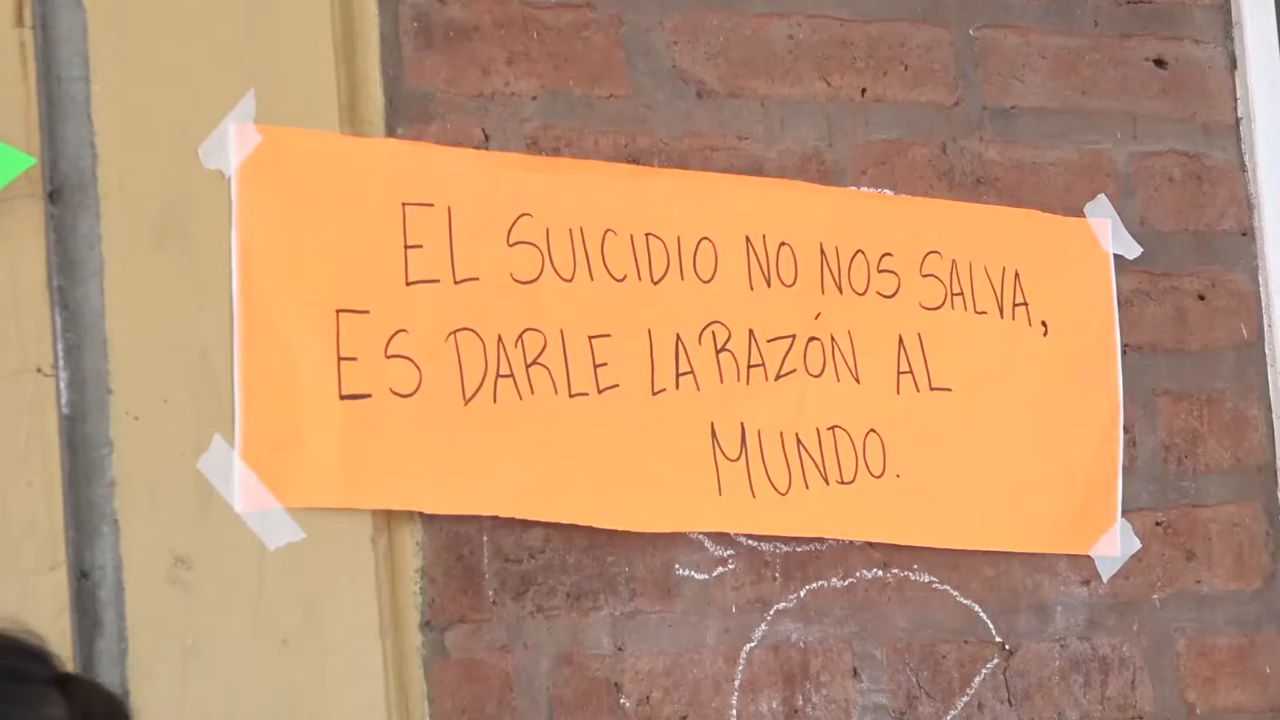 EL SUICIDIO NO NOS SALVA,
ES DARLE LA RAZÓN AL
MUNDO.